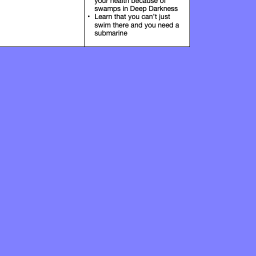 your health because of
swamps in Deep Darkness
• Learn that you can't just
swim there and you need a
submarine